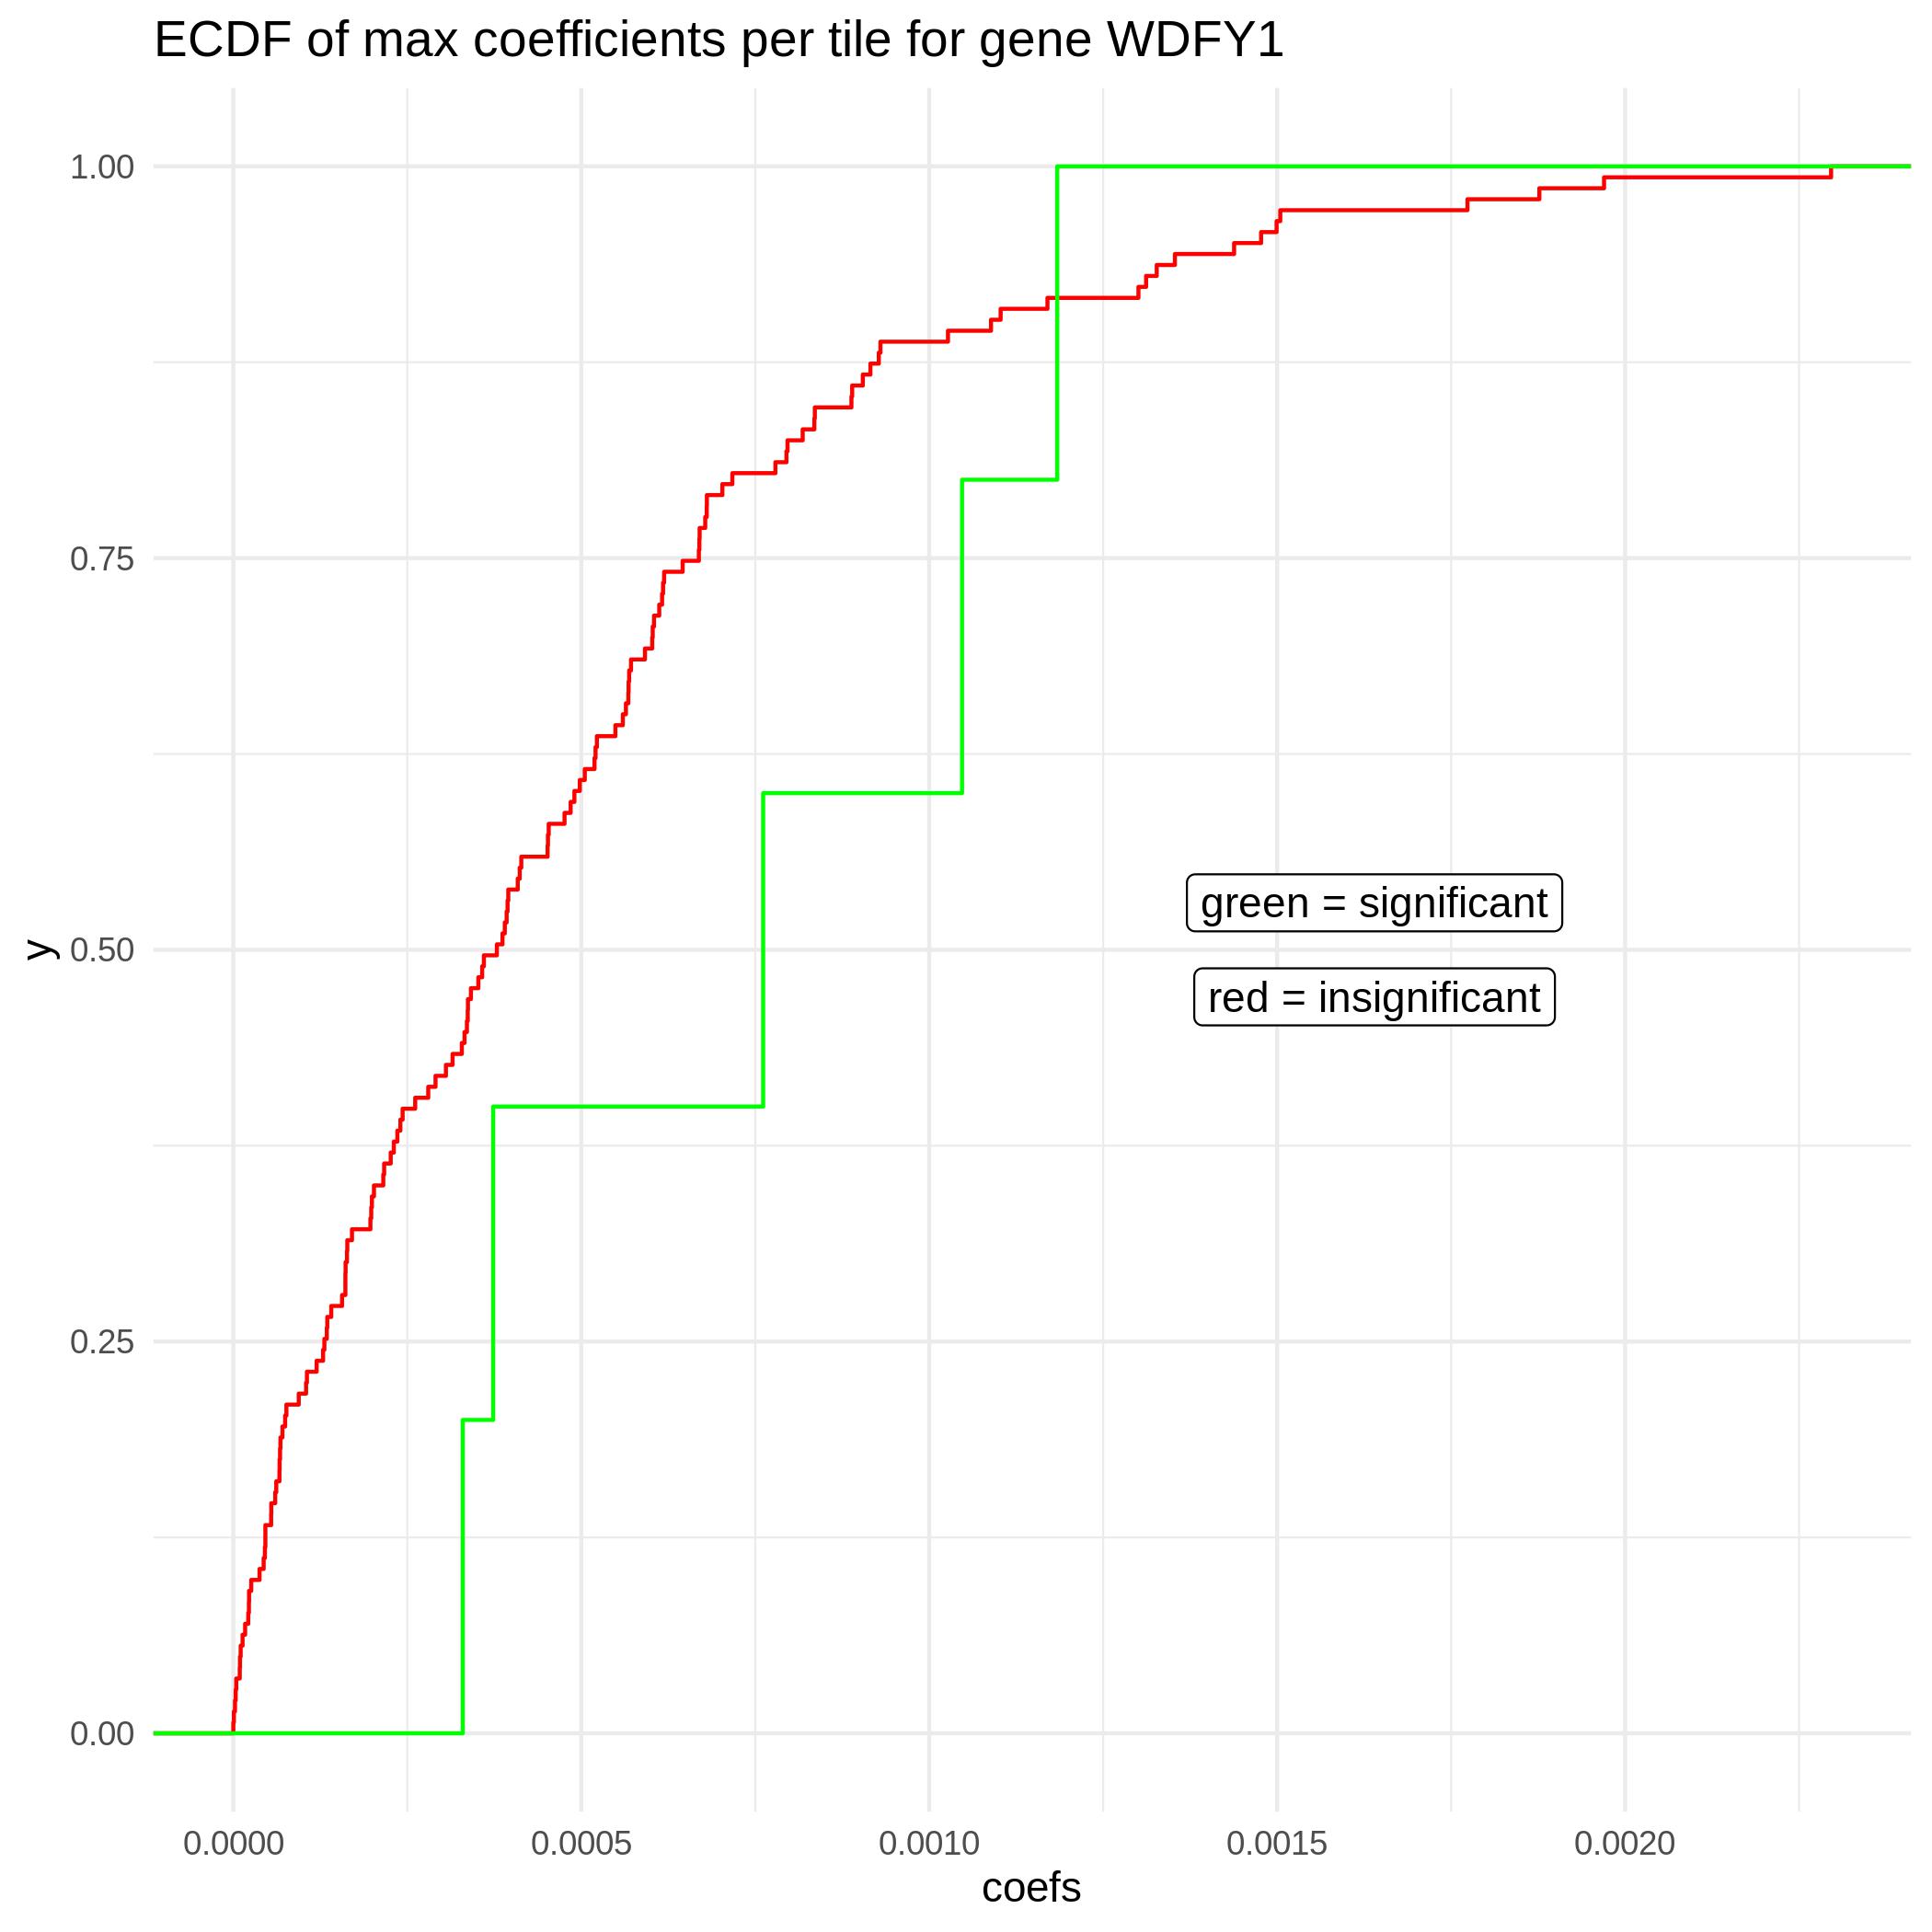 ECDF of max coefficients per tile for gene WDFY1
1.00
0.75
0.50
0.25
0.00
y
green = significant
red = insignificant
0.0000 0.0005 0.0010 0.0015 0.0020
coefs